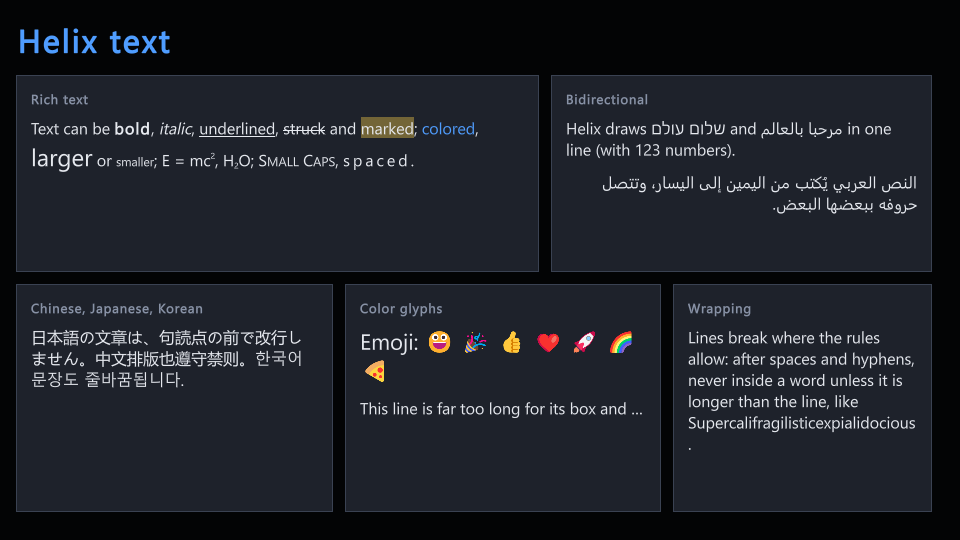 Helix text
Rich text
Text can be bold, italic, underlined, struck and marked; colored,
larger or smaller; E = mc², H₂O; SMALL CAPS, spaced.
Bidirectional
Helix draws שלום עולם and مرحبا بالعالم in one
line (with 123 numbers).
النص العربي يُكتب من اليمين إلى اليسار، وتتصل
حروفه ببعضها البعض.
Chinese, Japanese, Korean
日本語の文章は、句読点の前で改行し
ません。中文排版也遵守禁则。한국어
문장도 줄바꿈됩니다.
Color glyphs
Emoji: 😀 🎉 👍 ❤️ 🚀 🌈
🍕
This line is far too long for its box and …
Wrapping
Lines break where the rules
allow: after spaces and hyphens,
never inside a word unless it is
longer than the line, like
Supercalifragilisticexpialidocious
.